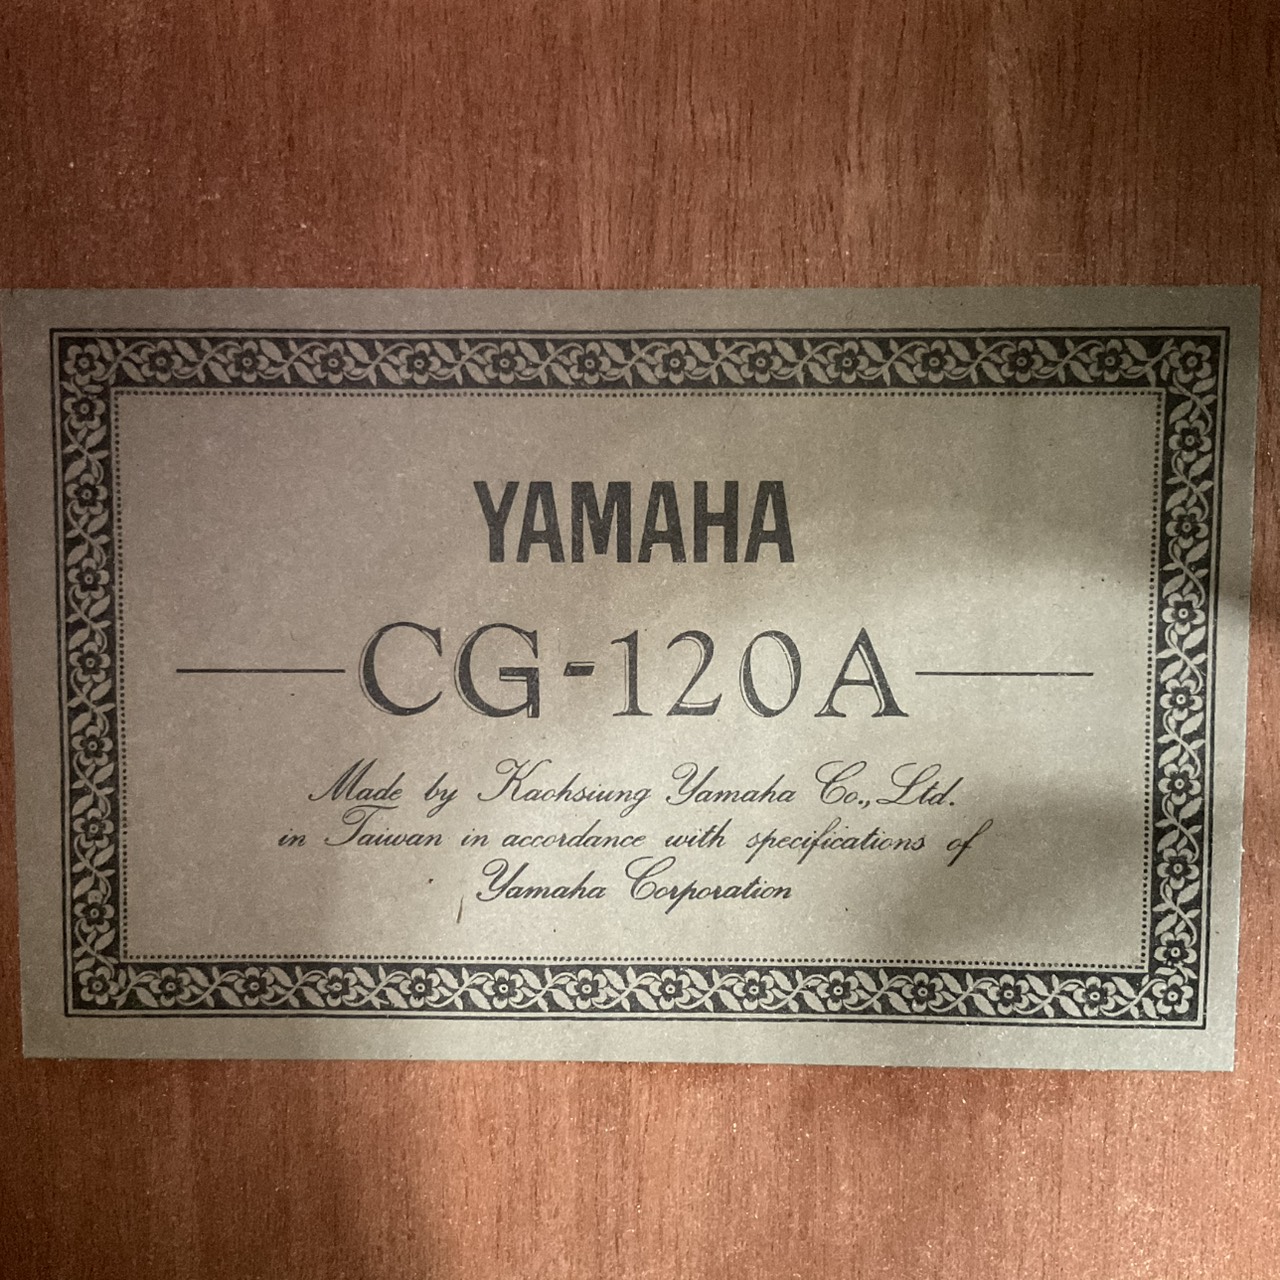 YAMAHA
CG-120A
Made by Kaohsiung Yamaha Co., Ltd.
in Taiwan in accordance with specifications of
Yamaha Corporation